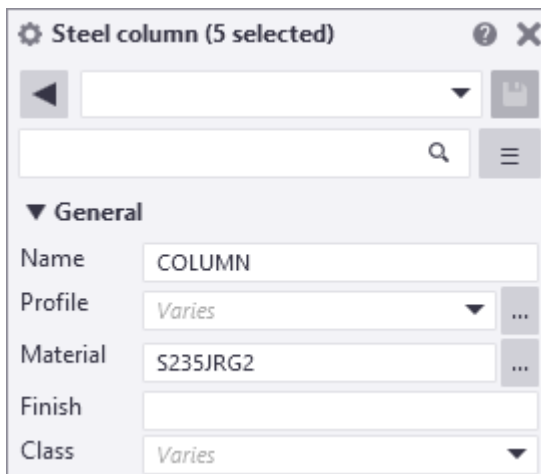 Steel column (5 selected)
General
Name COLUMN
Profile Varies ...
Material S235JRG2 ...
Finish
Class Varies